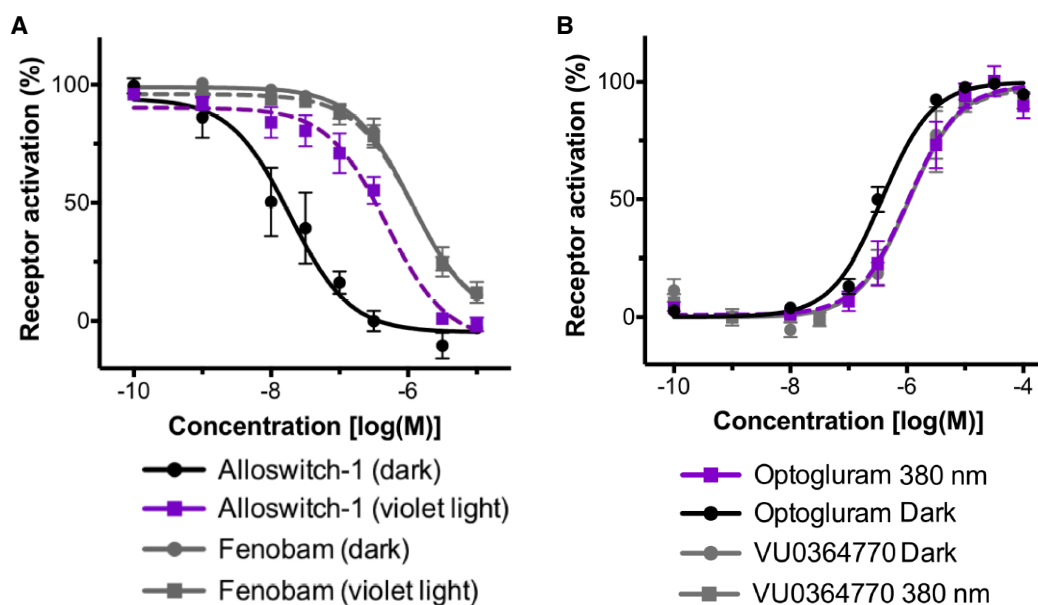 A
Receptor activation (%)
100
50
0
-10
-8
-6
Concentration [log(M)]
Alloswitch-1 (dark)
Alloswitch-1 (violet light)
Fenobam (dark)
Fenobam (violet light)
B
Receptor activation (%)
100
50
0
-10
-8
-6
-4
Concentration [log(M)]
Optogluram 380 nm
Optogluram Dark
VU0364770 Dark
VU0364770 380 nm